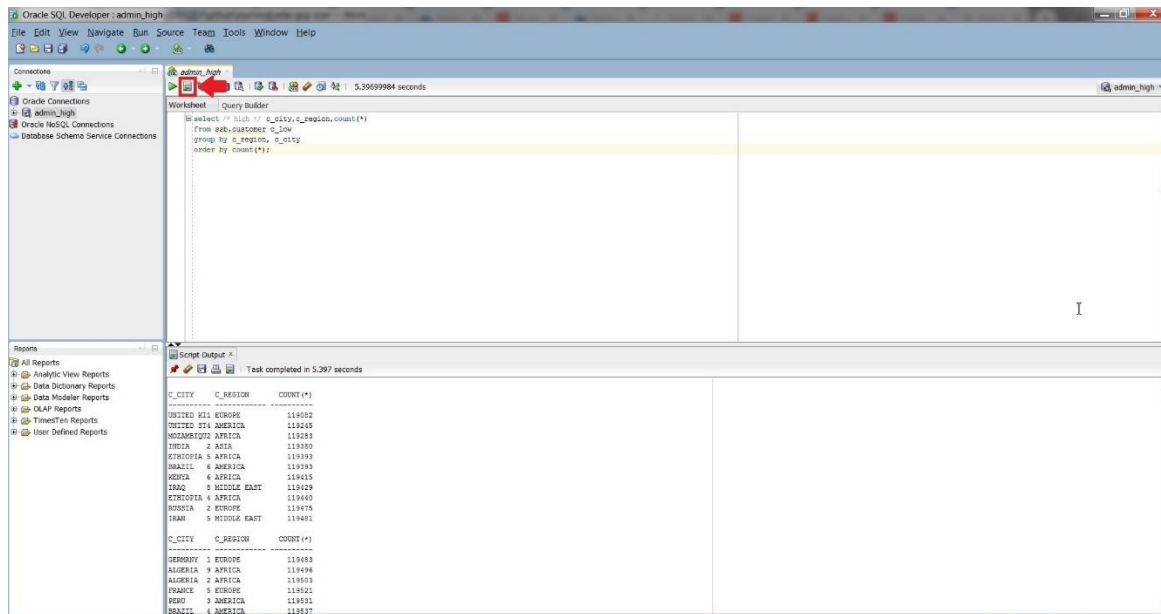 Oracle SQL Developer : admin_high
File Edit View Navigate Run Source Team Tools Window Help
Connections
Oracle Connections
admin_high
Oracle NoSQL Connections
Database Schema Service Connections
admin_high
5.39699984 seconds
admin_high
Worksheet Query Builder
select /* high */ c_city,c_region,count(*)
from ssb.customer c_low
group by c_region, c_city
order by count(*);
Reports
All Reports
Analytic View Reports
Data Dictionary Reports
Data Modeler Reports
OLAP Reports
TimesTen Reports
User Defined Reports
Script Output
Task completed in 5.397 seconds
C_CITY C_REGION COUNT(*)
---------- ------------ ----------
UNITED KI1 EUROPE 119082
UNITED ST6 AMERICA 119245
MOZAMBIQU2 AFRICA 119283
INDIA 2 ASIA 119380
ETHIOPIA 5 AFRICA 119393
BRAZIL 6 AMERICA 119393
KENYA 6 AFRICA 119415
IRAQ 8 MIDDLE EAST 119429
ETHIOPIA 4 AFRICA 119440
RUSSIA 2 EUROPE 119475
IRAN 5 MIDDLE EAST 119481
C_CITY C_REGION COUNT(*)
---------- ------------ ----------
GERMANY 1 EUROPE 119483
ALGERIA 9 AFRICA 119496
ALGERIA 2 AFRICA 119503
FRANCE 5 EUROPE 119521
PERU 3 AMERICA 119531
BRAZIL 4 AMERICA 119537